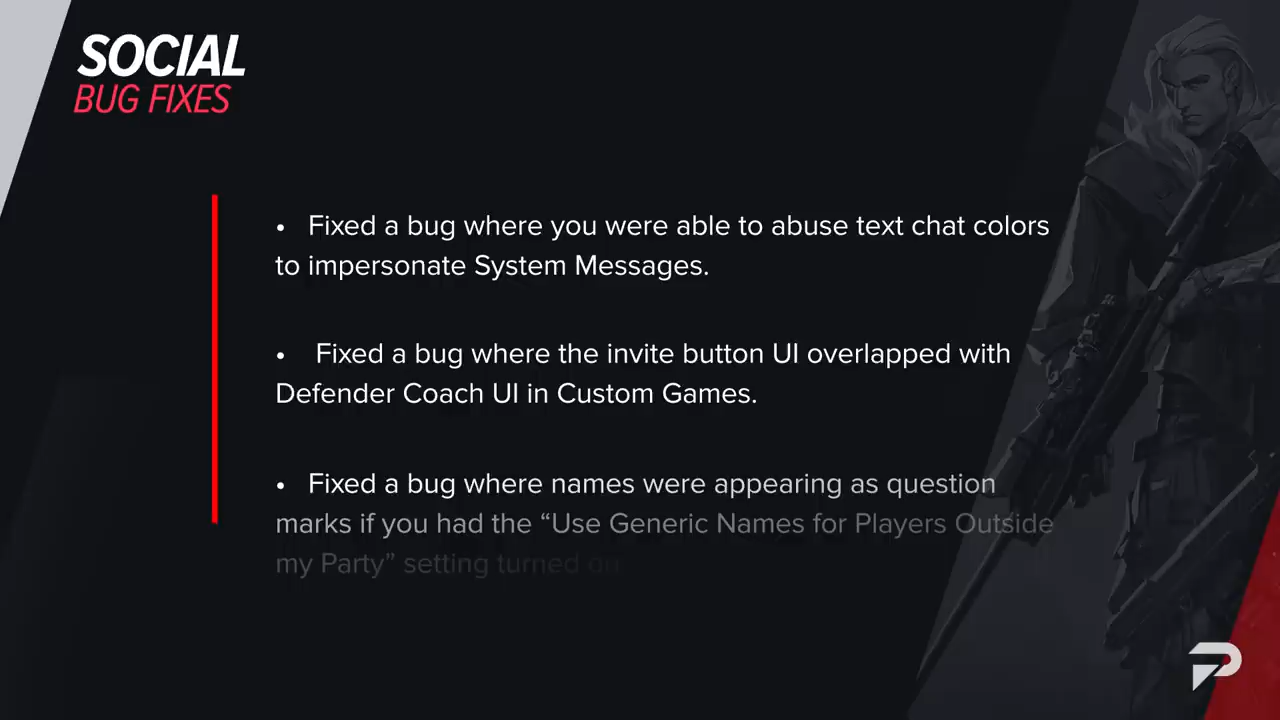 SOCIAL
BUG FIXES
• Fixed a bug where you were able to abuse text chat colors
to impersonate System Messages.
• Fixed a bug where the invite button UI overlapped with
Defender Coach UI in Custom Games.
• Fixed a bug where names were appearing as question
marks if you had the “Use Generic Names for Players Outside
my Party” setting turned on